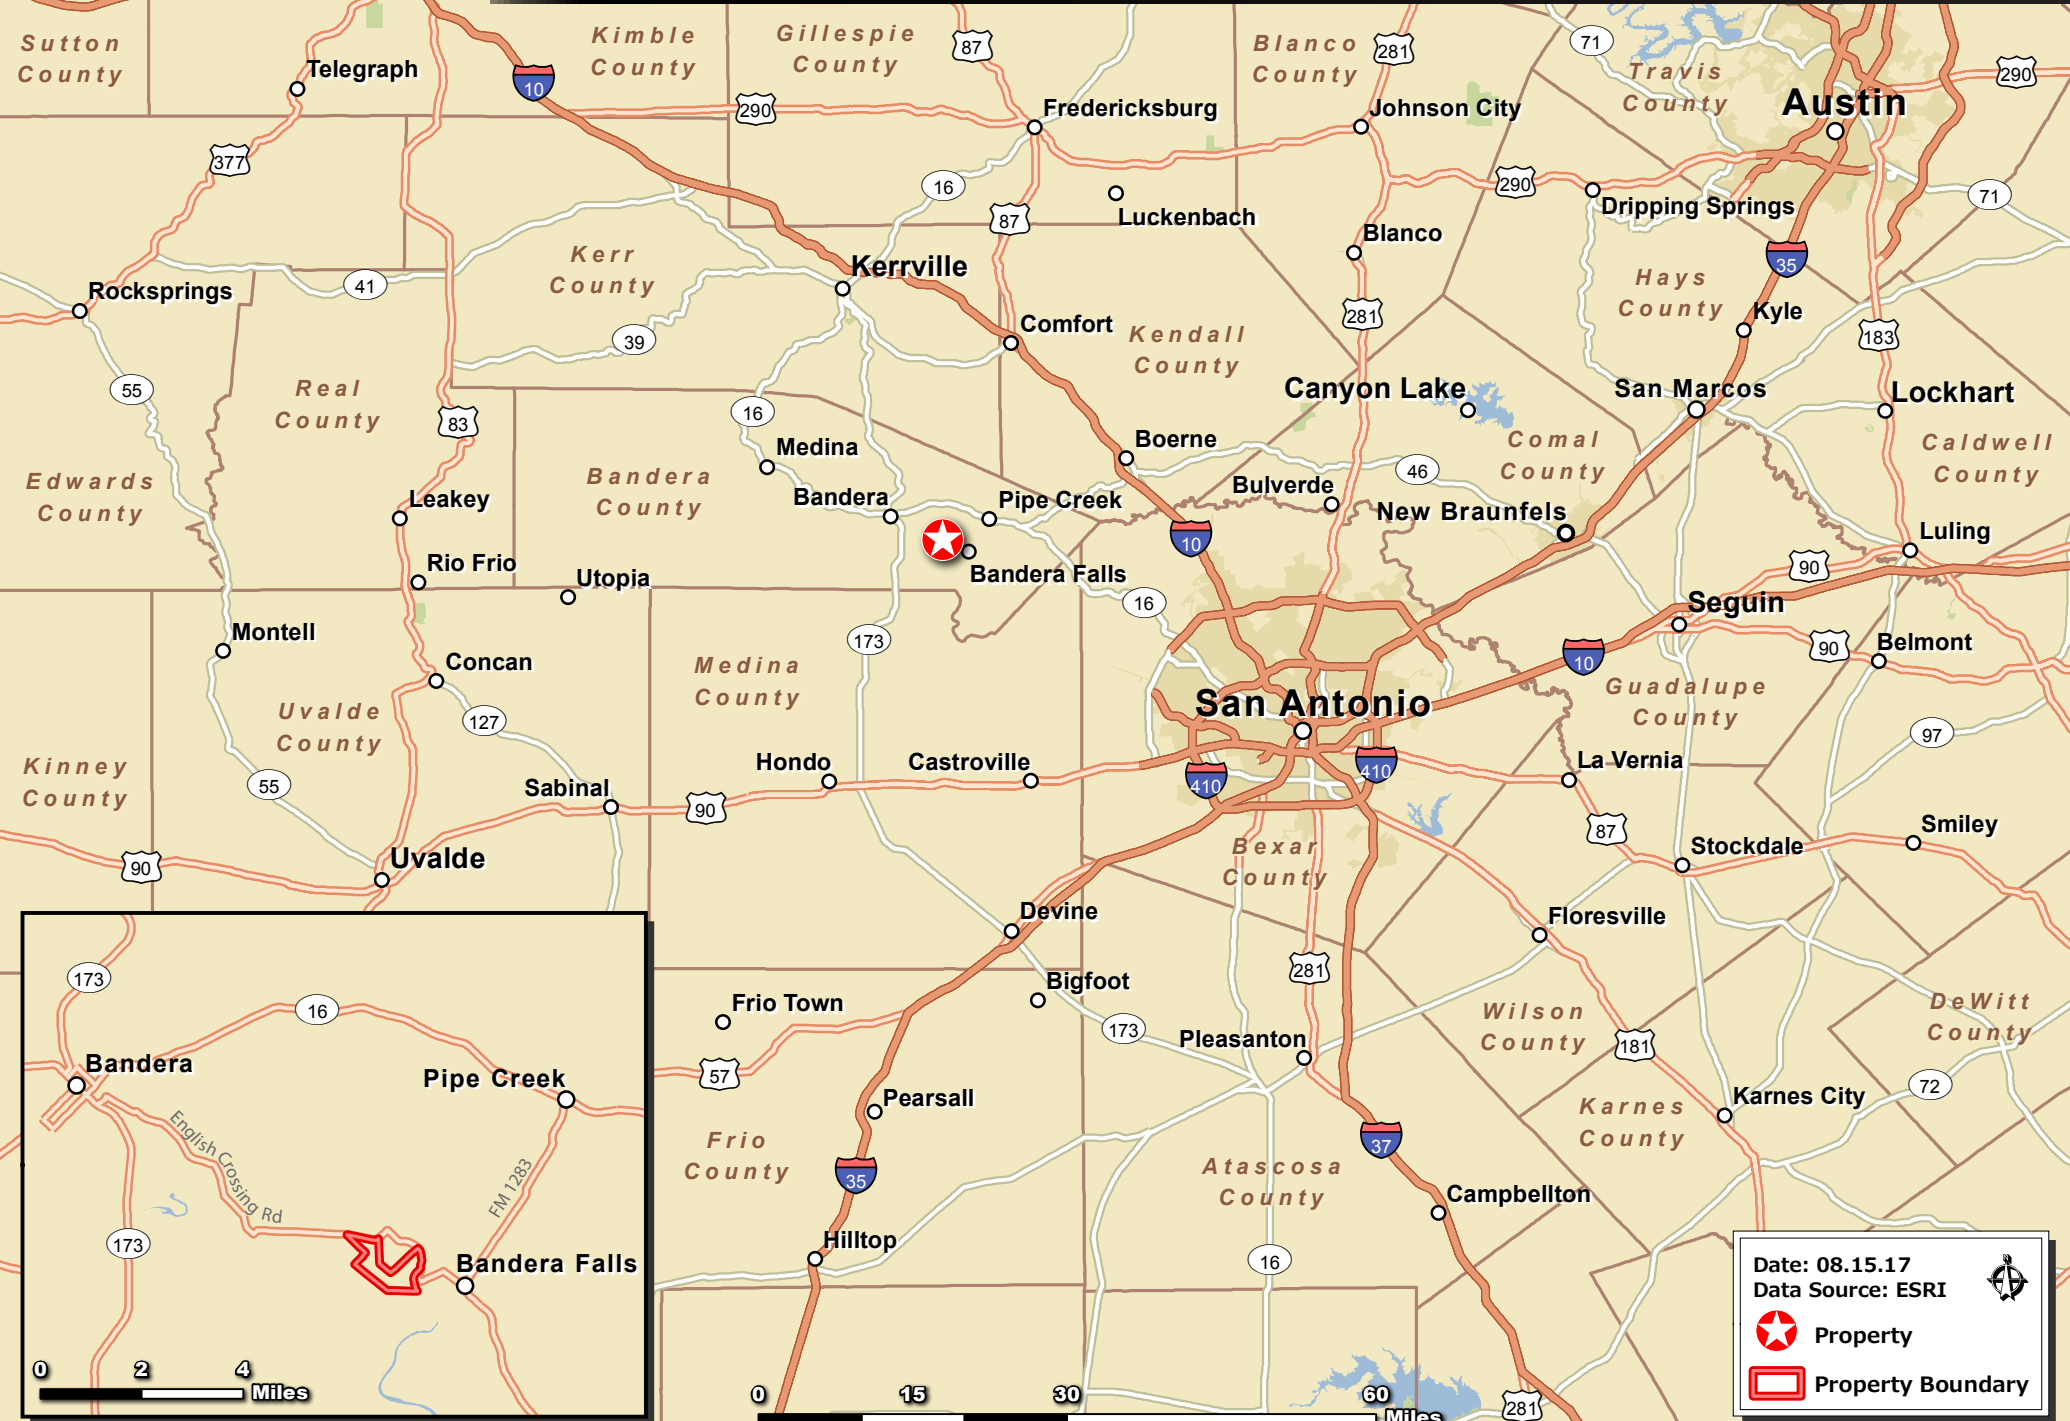 Sutton
County
Kimble
County
Gillespie
County
Blanco
County
Travis
County
Telegraph
10
290
87
281
71
290
Fredericksburg
Johnson City
Austin
377
16
87
Luckenbach
290
Dripping Springs
71
Blanco
Kerr
County
Kerrville
Hays
County
35
Rocksprings
41
39
Comfort
Kendall
County
281
Kyle
183
55
Real
County
83
16
Canyon Lake
San Marcos
Lockhart
Medina
Boerne
Comal
County
Caldwell
County
Edwards
County
Leakey
Bandera
County
Bandera
Pipe Creek
Bulverde
46
New Braunfels
Luling
10
Rio Frio
Utopia
Bandera Falls
16
90
Seguin
Montell
Concan
173
10
90
Belmont
Medina
County
Uvalde
County
127
San Antonio
Guadalupe
County
97
Kinney
County
55
Sabinal
Hondo
Castroville
410
410
La Vernia
90
90
Uvalde
87
Stockdale
Smiley
Bexar
County
Devine
Floresville
281
Bigfoot
Frio Town
173
Pleasanton
Wilson
County
DeWitt
County
57
181
72
Pearsall
Karnes City
Karnes
County
Frio
County
35
37
Atascosa
County
Campbellton
Hilltop
16
281
173
16
Bandera
Pipe Creek
English Crossing Rd
FM 1283
173
Bandera Falls
0 2 4
Miles
0 15 30 60
Miles
Date: 08.15.17
Data Source: ESRI
Property
Property Boundary